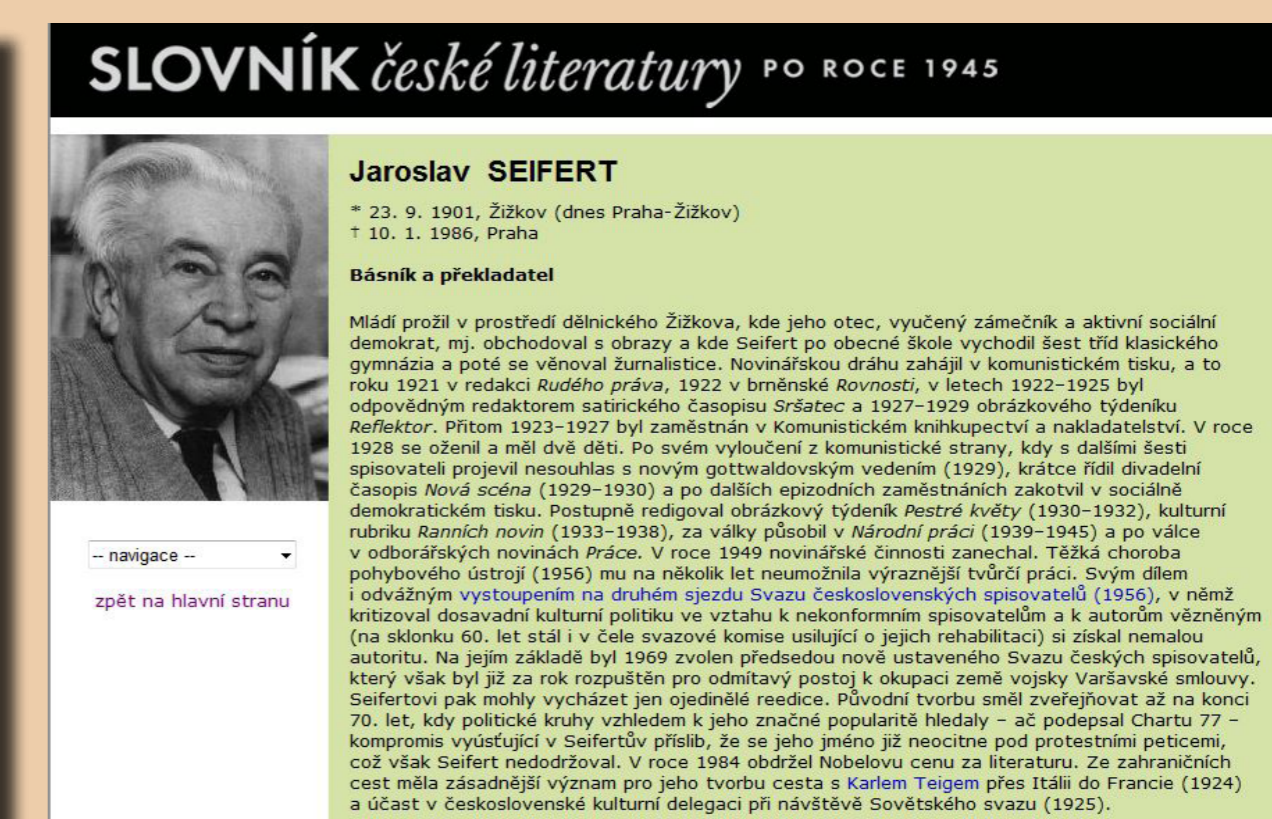 SLOVNÍK české literatury PO ROCE 1945
Jaroslav SEIFERT
* 23. 9. 1901, Žižkov (dnes Praha-Žižkov)
† 10. 1. 1986, Praha
Básník a překladatel
Mládí prožil v prostředí dělnického Žižkova, kde jeho otec, vyučený zámečník a aktivní sociální
demokrat, mj. obchodoval s obrazy a kde Seifert po obecné škole vychodil šest tříd klasického
gymnázia a poté se věnoval žurnalistice. Novinářskou dráhu zahájil v komunistickém tisku, a to
roku 1921 v redakci Rudého práva, 1922 v brněnské Rovnosti, v letech 1922–1925 byl
odpovědným redaktorem satirického časopisu Sršatec a 1927–1929 obrázkového týdeníku
Reflektor. Přitom 1923–1927 byl zaměstnán v Komunistickém knihkupectví a nakladatelství. V roce
1928 se oženil a měl dvě děti. Po svém vyloučení z komunistické strany, kdy s dalšími šesti
spisovateli projevil nesouhlas s novým gottwaldovským vedením (1929), krátce řídil divadelní
časopis Nová scéna (1929–1930) a po dalších epizodních zaměstnáních zakotvil v sociálně
demokratickém tisku. Postupně redigoval obrázkový týdeník Pestré květy (1930–1932), kulturní
rubriku Ranních novin (1933–1938), za války působil v Národní práci (1939–1945) a po válce
v odborářských novinách Práce. V roce 1949 novinářské činnosti zanechal. Těžká choroba
pohybového ústrojí (1956) mu na několik let neumožnila výraznější tvůrčí práci. Svým dílem
i odvážným vystoupením na druhém sjezdu Svazu československých spisovatelů (1956), v němž
kritizoval dosavadní kulturní politiku ve vztahu k nekonformním spisovatelům a k autorům vězněným
(na sklonku 60. let stál i v čele svazové komise usilující o jejich rehabilitaci) si získal nemalou
autoritu. Na jejím základě byl 1969 zvolen předsedou nově ustaveného Svazu českých spisovatelů,
který však byl již za rok rozpuštěn pro odmítavý postoj k okupaci země vojsky Varšavské smlouvy.
Seifertovi pak mohly vycházet jen ojedinělé reedice. Původní tvorbu směl zveřejňovat až na konci
70. let, kdy politické kruhy vzhledem k jeho značné popularitě hledaly – ač podepsal Chartu 77 –
kompromis vyúsťující v Seifertův příslib, že se jeho jméno již neocitne pod protestními peticemi,
což však Seifert nedodržoval. V roce 1984 obdržel Nobelovu cenu za literaturu. Ze zahraničních
cest měla zásadnější význam pro jeho tvorbu cesta s Karlem Teigem přes Itálii do Francie (1924)
a účast v československé kulturní delegaci při návštěvě Sovětského svazu (1925).
-- navigace --
zpět na hlavní stranu